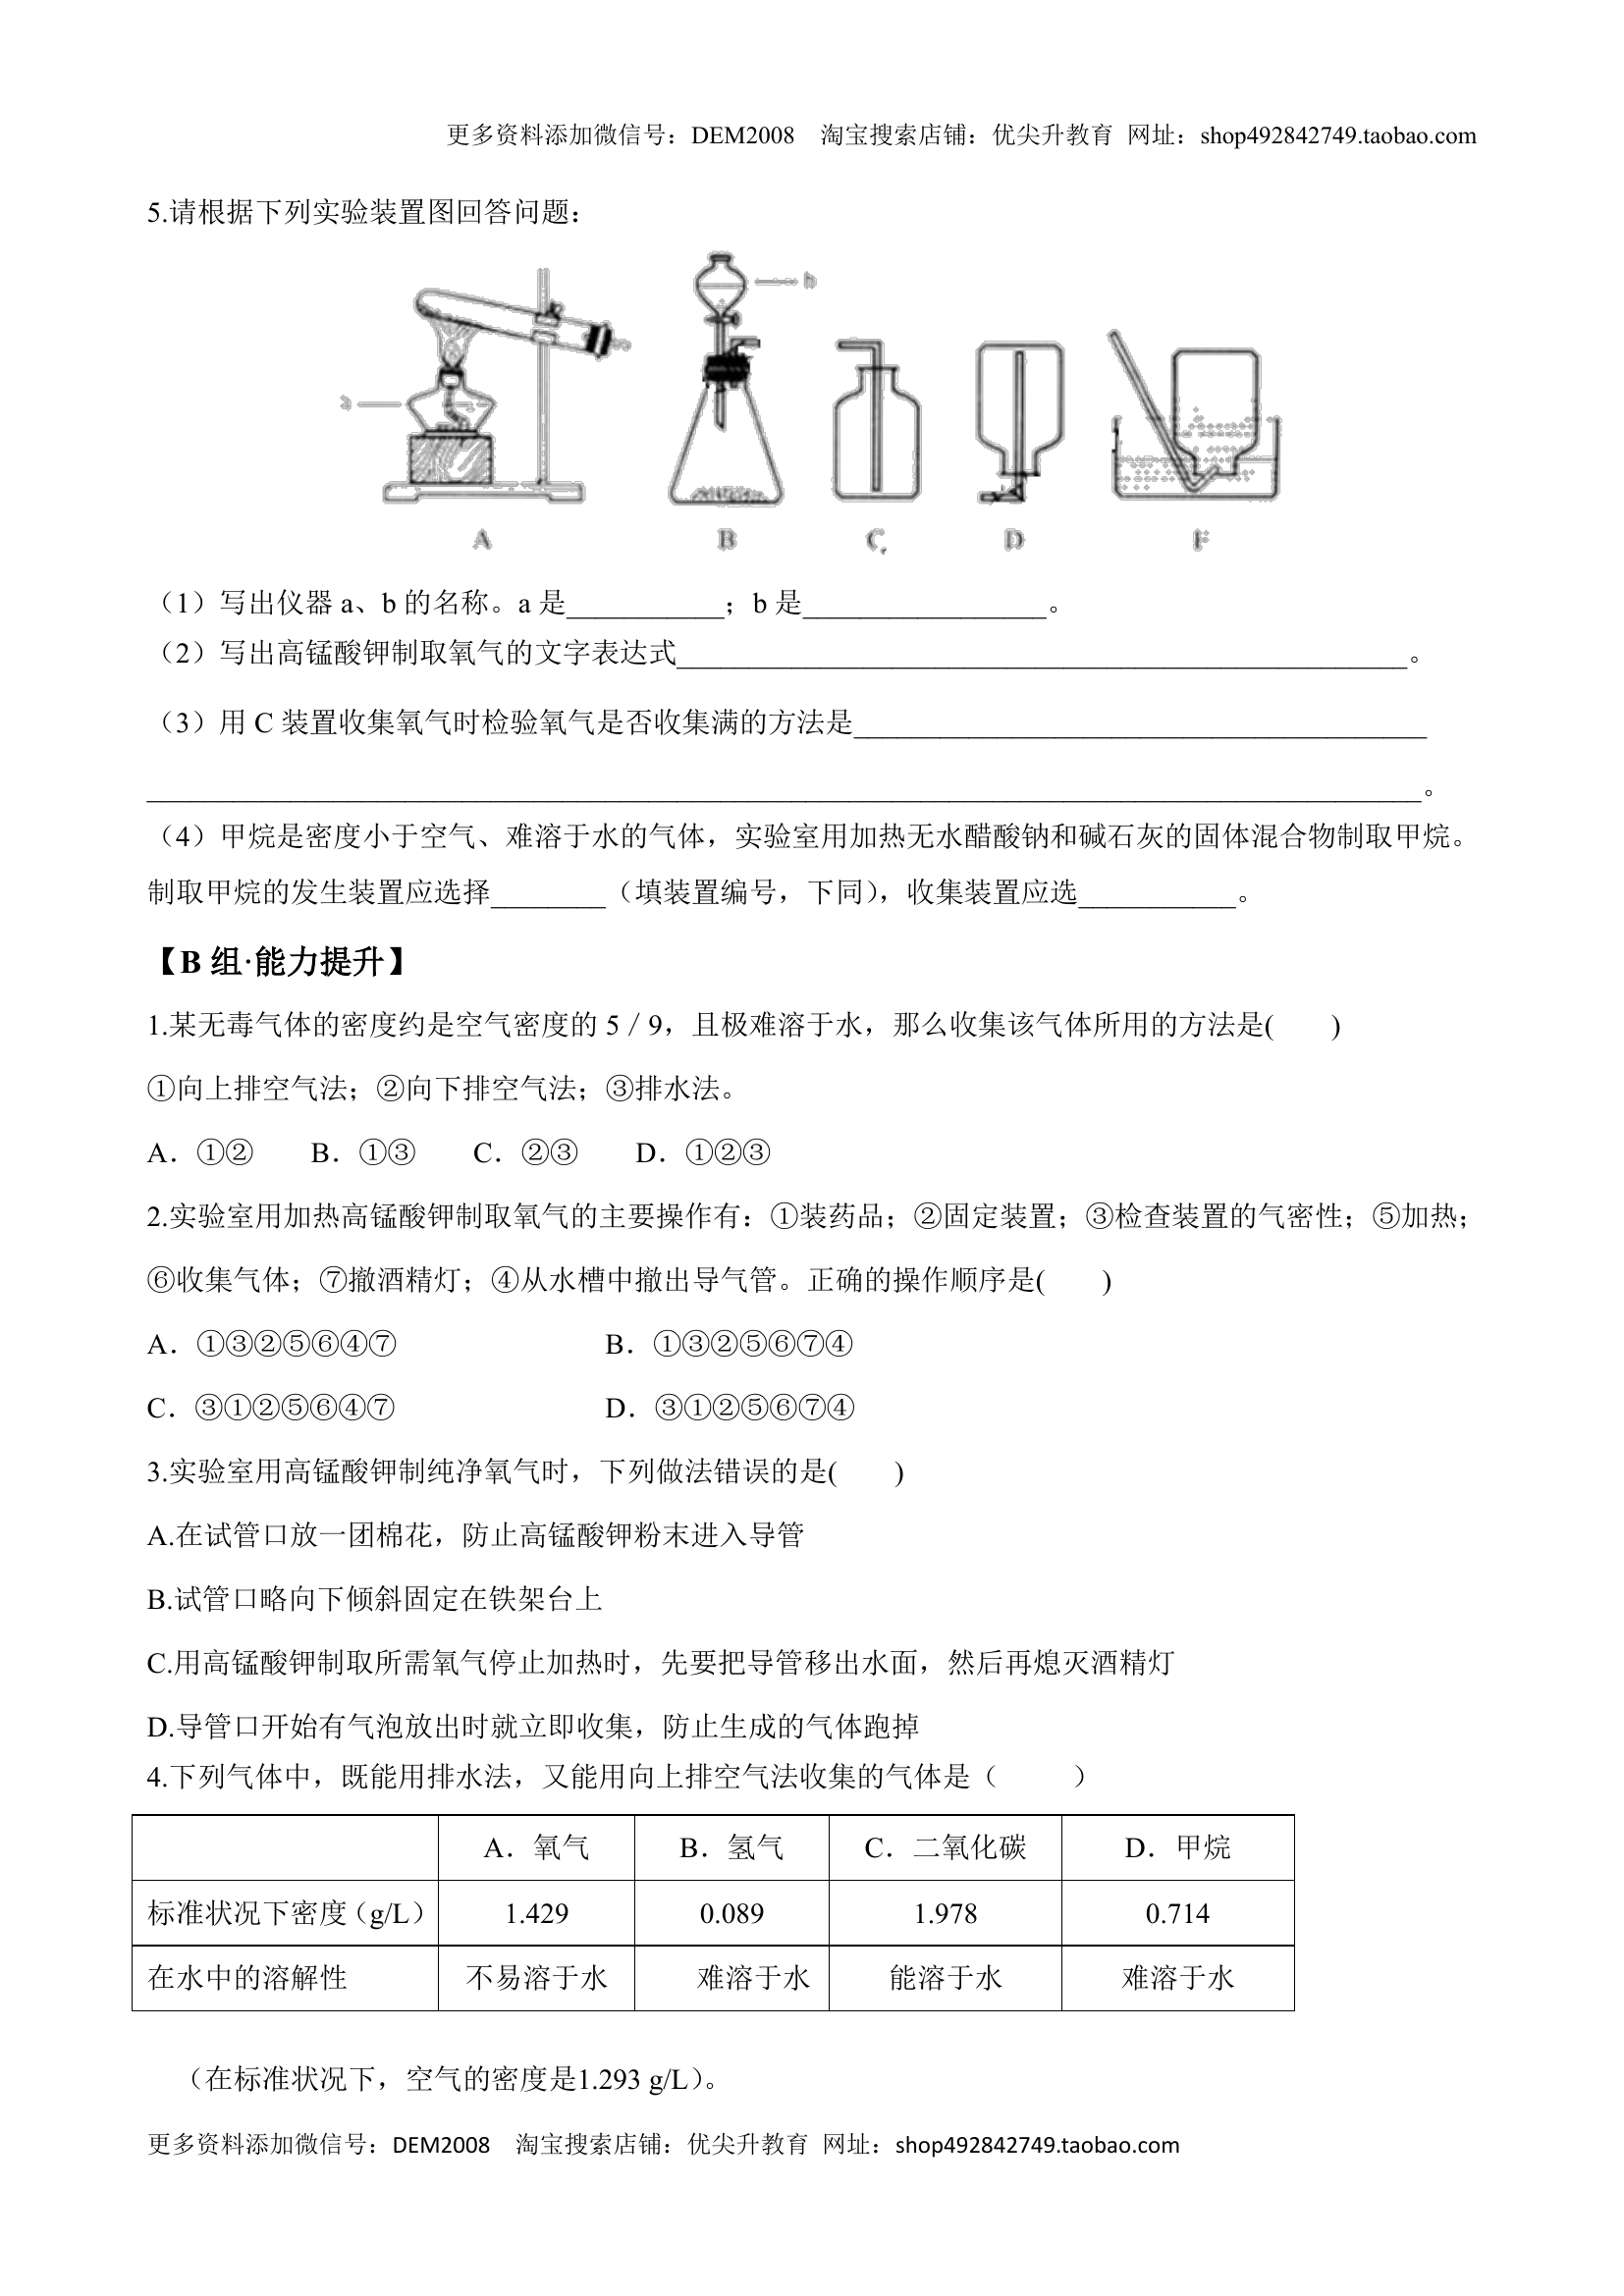 更多资料添加微信号：DEM2008 淘宝搜索店铺：优尖升教育 网址：shop492842749.taobao.com
5.请根据下列实验装置图回答问题：
a
b
A B C D F
（1）写出仪器 a、b 的名称。a 是___________；b 是_________________。
（2）写出高锰酸钾制取氧气的文字表达式___________________________________________________。
（3）用 C 装置收集氧气时检验氧气是否收集满的方法是________________________________________
_________________________________________________________________________________________。
（4）甲烷是密度小于空气、难溶于水的气体，实验室用加热无水醋酸钠和碱石灰的固体混合物制取甲烷。
制取甲烷的发生装置应选择________（填装置编号，下同），收集装置应选___________。
【B 组·能力提升】
1.某无毒气体的密度约是空气密度的 5／9，且极难溶于水，那么收集该气体所用的方法是( )
①向上排空气法；②向下排空气法；③排水法。
A．①② B．①③ C．②③ D．①②③
2.实验室用加热高锰酸钾制取氧气的主要操作有：①装药品；②固定装置；③检查装置的气密性；⑤加热；
⑥收集气体；⑦撤酒精灯；④从水槽中撤出导气管。正确的操作顺序是( )
A．①③②⑤⑥④⑦ B．①③②⑤⑥⑦④
C．③①②⑤⑥④⑦ D．③①②⑤⑥⑦④
3.实验室用高锰酸钾制纯净氧气时，下列做法错误的是( )
A.在试管口放一团棉花，防止高锰酸钾粉末进入导管
B.试管口略向下倾斜固定在铁架台上
C.用高锰酸钾制取所需氧气停止加热时，先要把导管移出水面，然后再熄灭酒精灯
D.导管口开始有气泡放出时就立即收集，防止生成的气体跑掉
4.下列气体中，既能用排水法，又能用向上排空气法收集的气体是（ ）
A．氧气 B．氢气 C．二氧化碳 D．甲烷
标准状况下密度（g/L） 1.429 0.089 1.978 0.714
在水中的溶解性 不易溶于水 难溶于水 能溶于水 难溶于水
（在标准状况下，空气的密度是1.293 g/L）。
更多资料添加微信号：DEM2008 淘宝搜索店铺：优尖升教育 网址：shop492842749.taobao.com